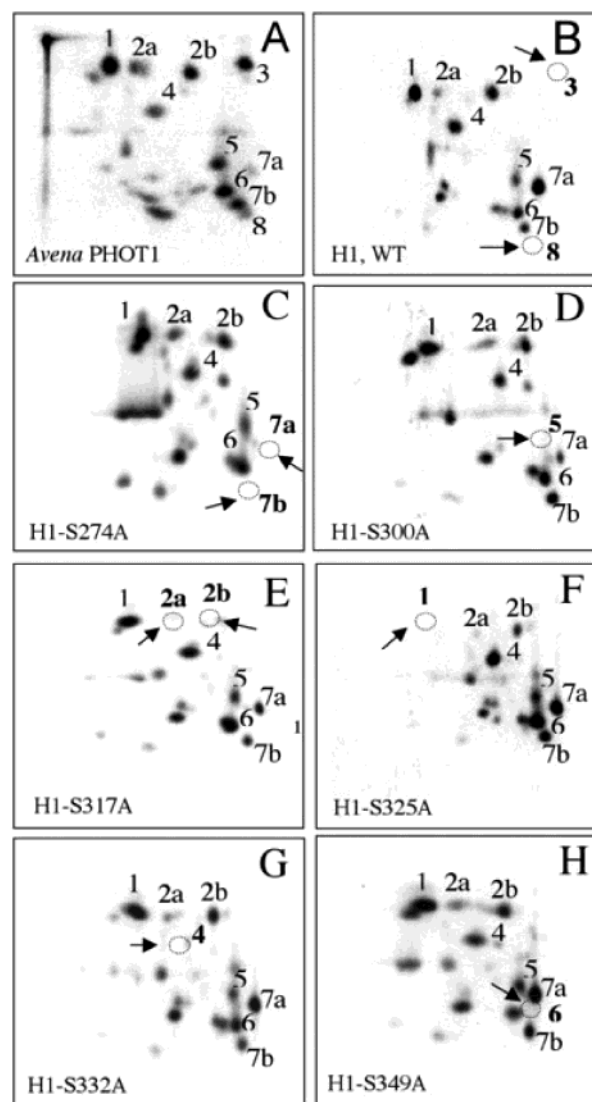 A
1 2a 2b 3
4
5 7a
6 7b
8
Avena PHOT1
B
3
1 2a 2b
4
5 7a
6 7b
8
H1, WT
C
1 2a 2b
4
5
7a
6
7b
H1-S274A
D
1 2a 2b
4
5
7a
6
7b
H1-S300A
E
1 2a 2b
4
5
7a
6
7b
1
H1-S317A
F
1
2a 2b
4
5
7a
6
7b
H1-S325A
G
1 2a 2b
4
5
7a
6
7b
H1-S332A
H
1 2a 2b
4
5
7a
6
7b
H1-S349A